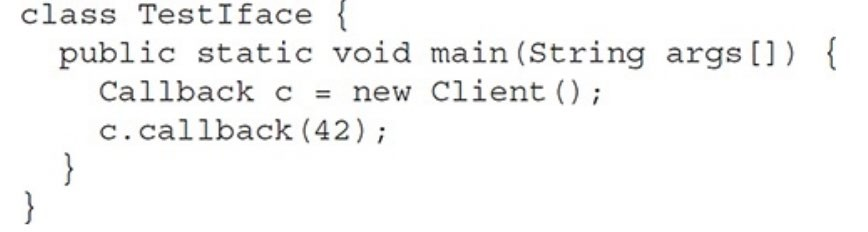 class TestIface {
  public static void main(String args[]) {
    Callback c = new Client();
    c.callback(42);
  }
}